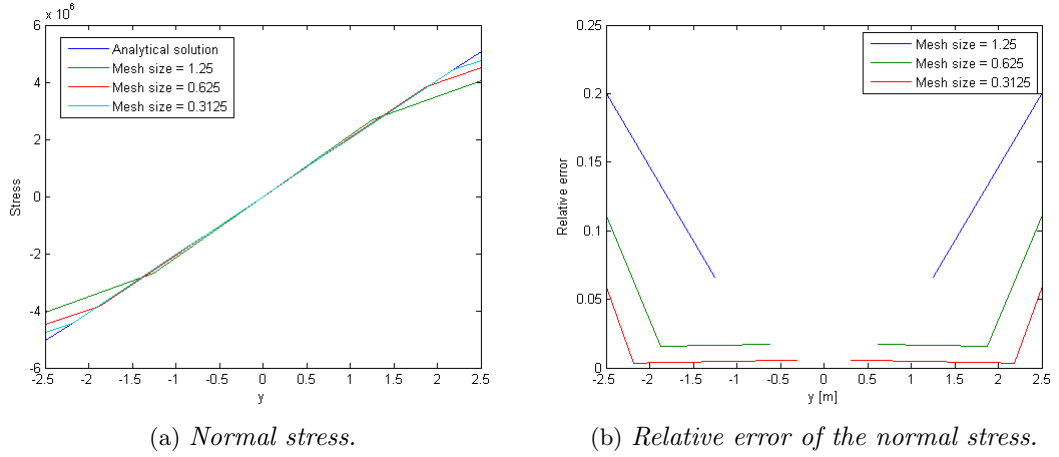 x 10^6
6
4
2
0
-2
-4
-6
Stress
Analytical solution
Mesh size = 1.25
Mesh size = 0.625
Mesh size = 0.3125
-2.5 -2 -1.5 -1 -0.5 0 0.5 1 1.5 2 2.5
y
(a) Normal stress.
0.25
0.2
0.15
0.1
0.05
0
Relative error
Mesh size = 1.25
Mesh size = 0.625
Mesh size = 0.3125
-2.5 -2 -1.5 -1 -0.5 0 0.5 1 1.5 2 2.5
y [m]
(b) Relative error of the normal stress.